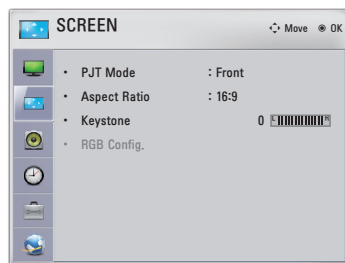 SCREEN Move OK
• PJT Mode : Front
• Aspect Ratio : 16:9
• Keystone 0 L R
• RGB Config.